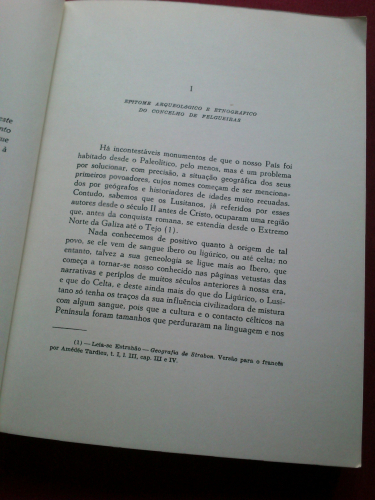 ate
nto
à
1
EPITOME ARQUEOLÓGICO E ETNOGRÁFICO
DO CONCELHO DE FELGUEIRAS
Há incontestáveis monumentos de que o nosso País foi
habitado desde o Paleolítico, pelo menos, mas é um problema
por solucionar, com precisão, a situação geográfica dos seus
primeiros povoadores, cujos nomes começam de ser menciona-
dos por geógrafos e historiadores de idades muito recuadas.
Contudo, sabemos que os Lusitanos, já referidos por esses
autores desde o século II antes de Cristo, ocuparam uma região
que, antes da conquista romana, se estendia desde o Extremo
Norte da Galiza até o Tejo (1).
Nada conhecemos de positivo quanto à origem de tal
povo, se ele vem de sangue ibero ou ligúrico, ou até celta; no
entanto, talvez a sua genealogia se ligue mais ao Ibero, que
começa a tornar-se nosso conhecido nas páginas vetustas das
narrativas e périplos de muitos séculos anteriores à nossa era,
e que do Celta, e deste ainda mais do que do Ligúrico, o Lusi-
tano só tenha os traços da sua influência civilizadora de mistura
com algum sangue, pois que a cultura e o contacto célticos na
Península foram tamanhos que perduraram na linguagem e nos
(1) — Leia-se Estrabão — Geografia de Strabon. Versão para o francês
por Amédée Tardieu, t. I, l. III, cap. III e IV.